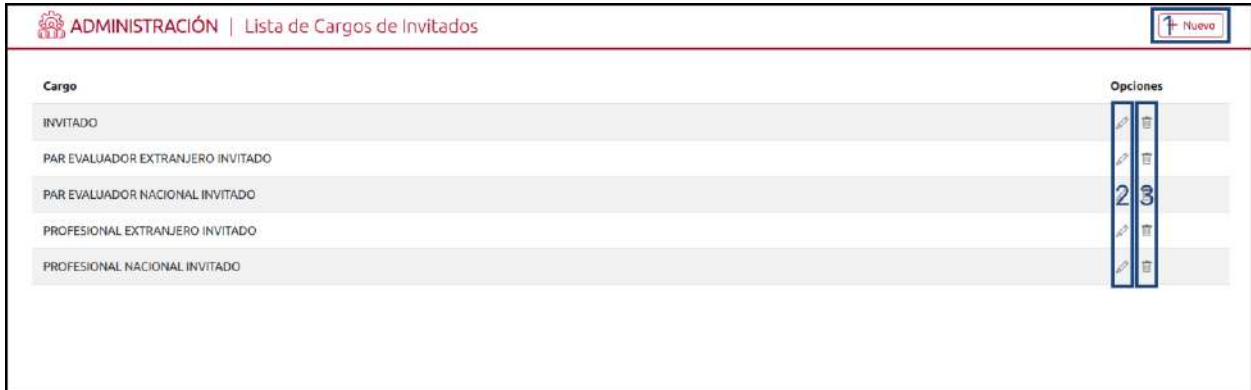 ADMINISTRACIÓN | Lista de Cargos de Invitados
1 + Nuevo
Cargo Opciones
INVITADO
PAR EVALUADOR EXTRANJERO INVITADO
PAR EVALUADOR NACIONAL INVITADO 2 3
PROFESIONAL EXTRANJERO INVITADO
PROFESIONAL NACIONAL INVITADO